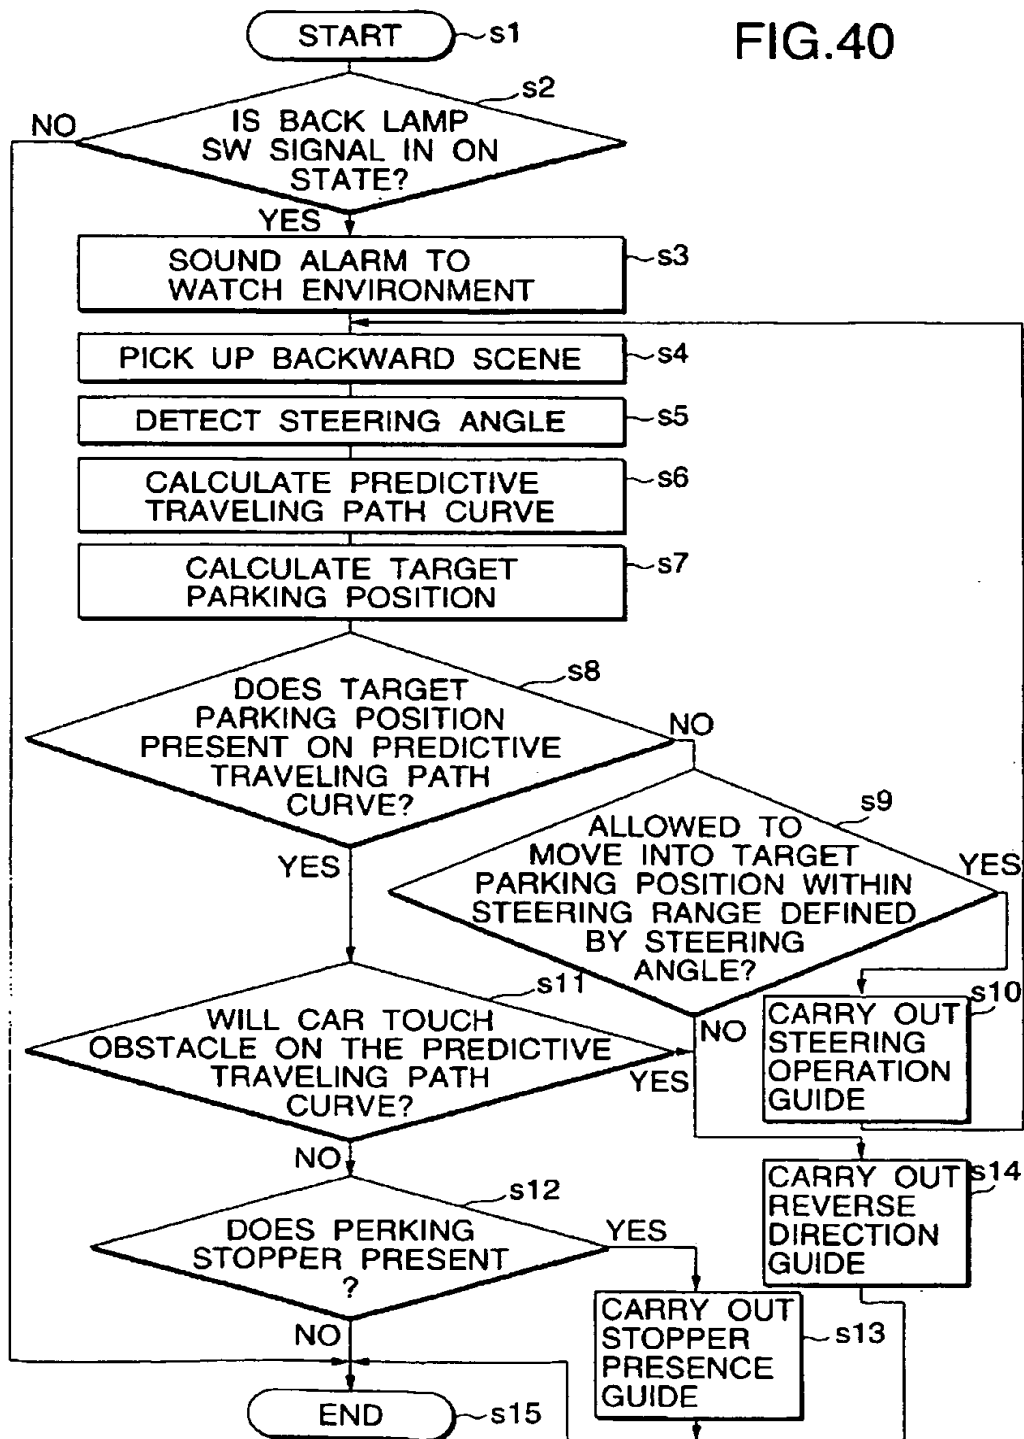 FIG.40
START
s1
s2
IS BACK LAMP
SW SIGNAL IN ON
STATE?
NO
YES
SOUND ALARM TO
WATCH ENVIRONMENT
s3
PICK UP BACKWARD SCENE
s4
DETECT STEERING ANGLE
s5
CALCULATE PREDICTIVE
TRAVELING PATH CURVE
s6
CALCULATE TARGET
PARKING POSITION
s7
s8
DOES TARGET
PARKING POSITION
PRESENT ON PREDICTIVE
TRAVELING PATH
CURVE?
NO
YES
s9
ALLOWED TO
MOVE INTO TARGET
PARKING POSITION WITHIN
STEERING RANGE DEFINED
BY STEERING
ANGLE?
YES
NO
s10
CARRY OUT
STEERING
OPERATION
GUIDE
s11
WILL CAR TOUCH
OBSTACLE ON THE PREDICTIVE
TRAVELING PATH
CURVE?
YES
NO
s12
DOES PERKING
STOPPER PRESENT
?
YES
NO
s14
CARRY OUT
REVERSE
DIRECTION
GUIDE
CARRY OUT
STOPPER
PRESENCE
GUIDE
s13
END
s15